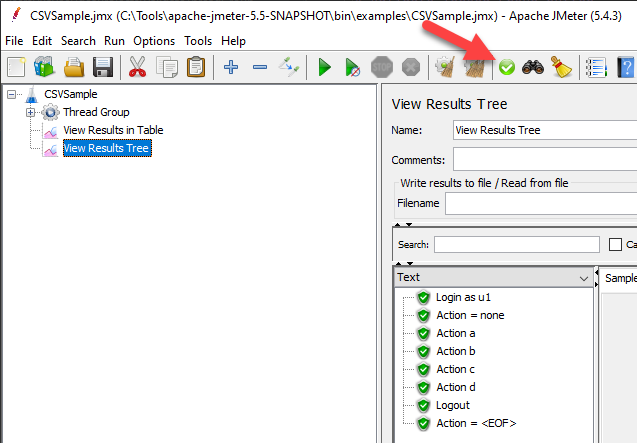 CSVSample.jmx (C:\Tools\apache-jmeter-5.5-SNAPSHOT\bin\examples\CSVSample.jmx) - Apache JMeter (5.4.3)
File Edit Search Run Options Tools Help
STOP
?
CSVSample
Thread Group
View Results in Table
View Results Tree
View Results Tree
Name: View Results Tree
Comments:
Write results to file / Read from file
Filename
Search: Ca
Text
Sample
Login as u1
Action = none
Action a
Action b
Action c
Action d
Logout
Action = <EOF>